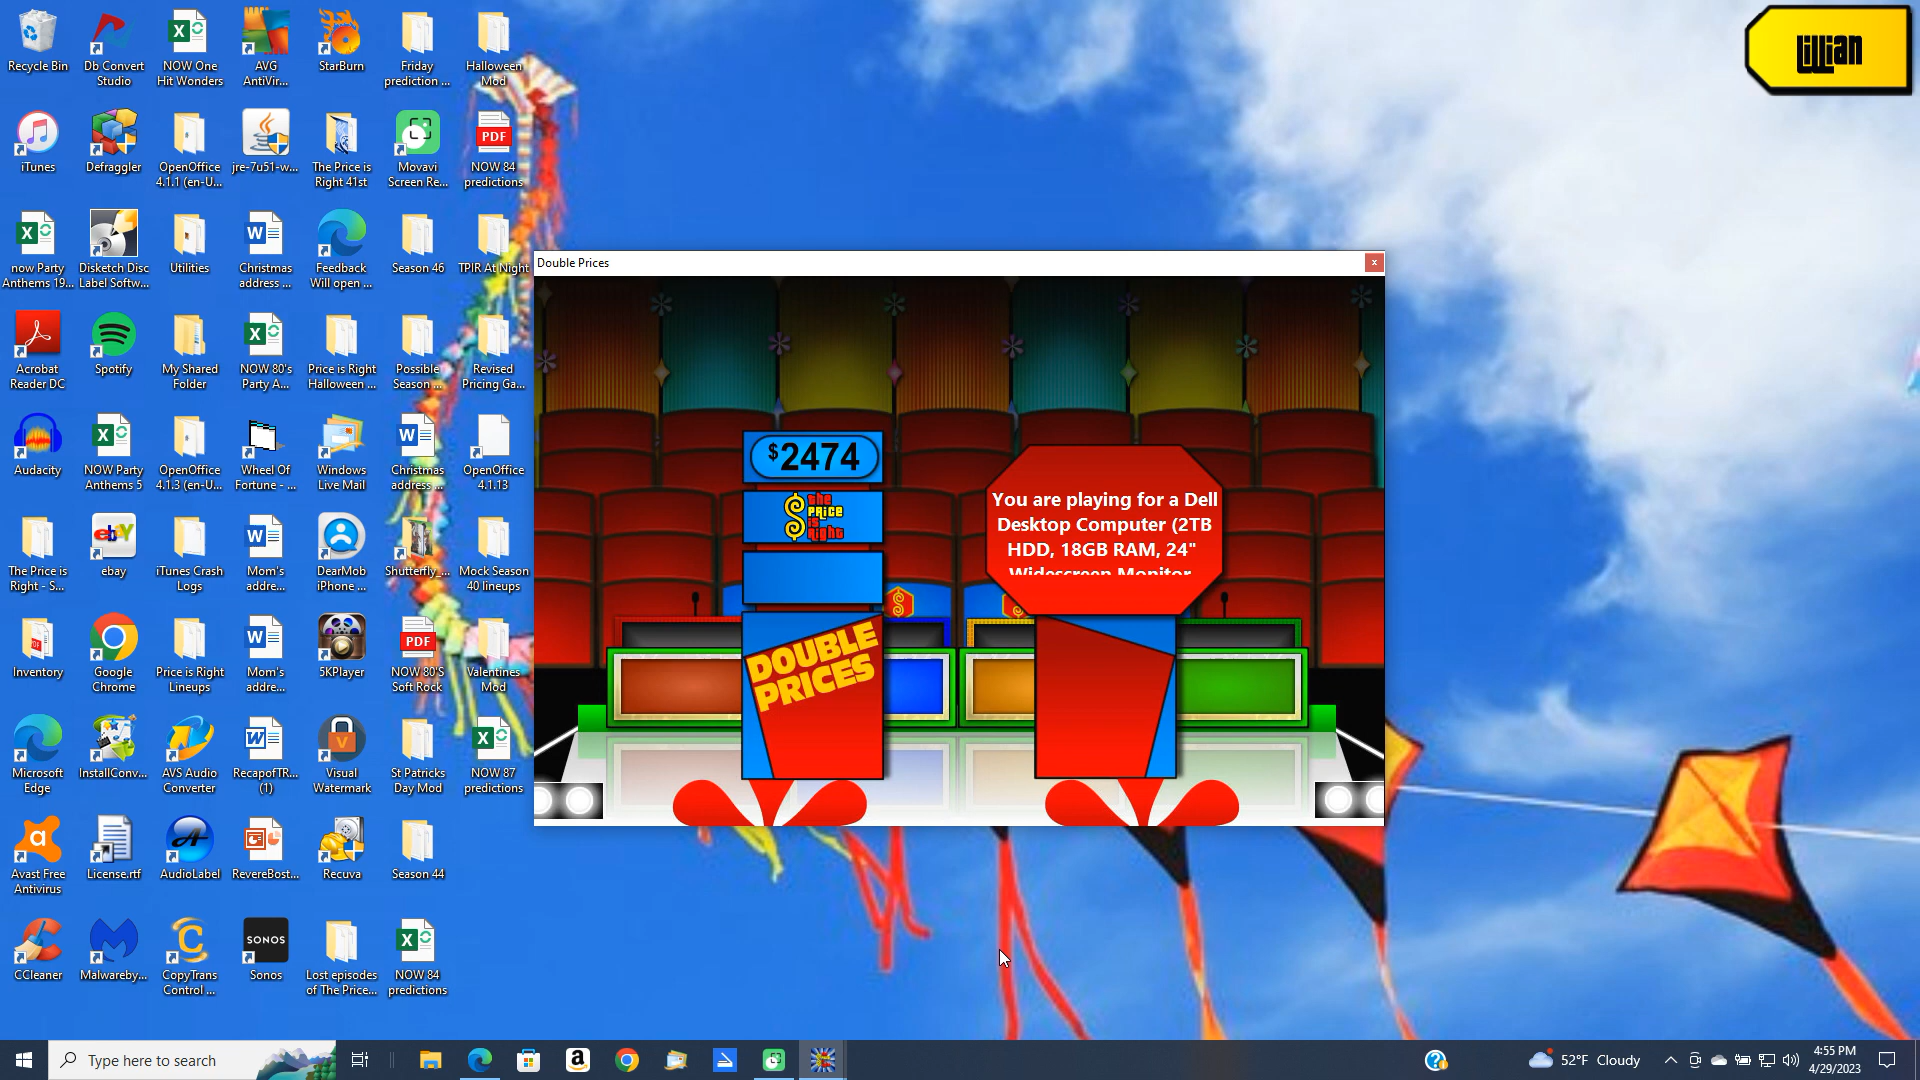 Recycle Bin
Db Convert
Studio
NOW One
Hit Wonders
AVG
AntiVir...
StarBurn
Friday
prediction ...
Halloween
Mod
Lillian
iTunes
Defraggler
OpenOffice
4.1.1 (en-U...
jre-7u51-w...
The Price is
Right 41st
Movavi
Screen Re...
PDF
NOW 84
predictions
now Party
Anthems 19...
Disketch Disc
Label Softw...
Utilities
Christmas
address ...
Feedback
Will open ...
Season 46
TPIR At Night
Acrobat
Reader DC
Spotify
My Shared
Folder
NOW 80's
Party A...
Price is Right
Halloween ...
Possible
Season ...
Revised
Pricing Ga...
Audacity
NOW Party
Anthems 5
OpenOffice
4.1.3 (en-U...
Wheel Of
Fortune - ...
Windows
Live Mail
Christmas
address ...
OpenOffice
4.1.13
The Price is
Right - S...
ebay
ebay
iTunes Crash
Logs
Mom's
addre...
DearMob
iPhone ...
Shutterfly_...
Mock Season
40 lineups
Inventory
Google
Chrome
Price is Right
Lineups
Mom's
addre...
5KPlayer
PDF
NOW 80'S
Soft Rock
Valentines
Mod
Microsoft
Edge
InstallConv...
AVS Audio
Converter
RecapofTR...
(1)
Visual
Watermark
St Patricks
Day Mod
NOW 87
predictions
Avast Free
Antivirus
License.rtf
AudioLabel
RevereBost...
Recuva
Season 44
CCleaner
Malwareby...
CopyTrans
Control ...
SONOS
Sonos
Lost episodes
of The Price...
NOW 84
predictions
Double Prices
x
$2474
the
PRICE
is
Right
DOUBLE
PRICES
You are playing for a Dell
Desktop Computer (2TB
HDD, 18GB RAM, 24"
Widescreen Monitor
Type here to search
52°F Cloudy
4:55 PM
4/29/2023